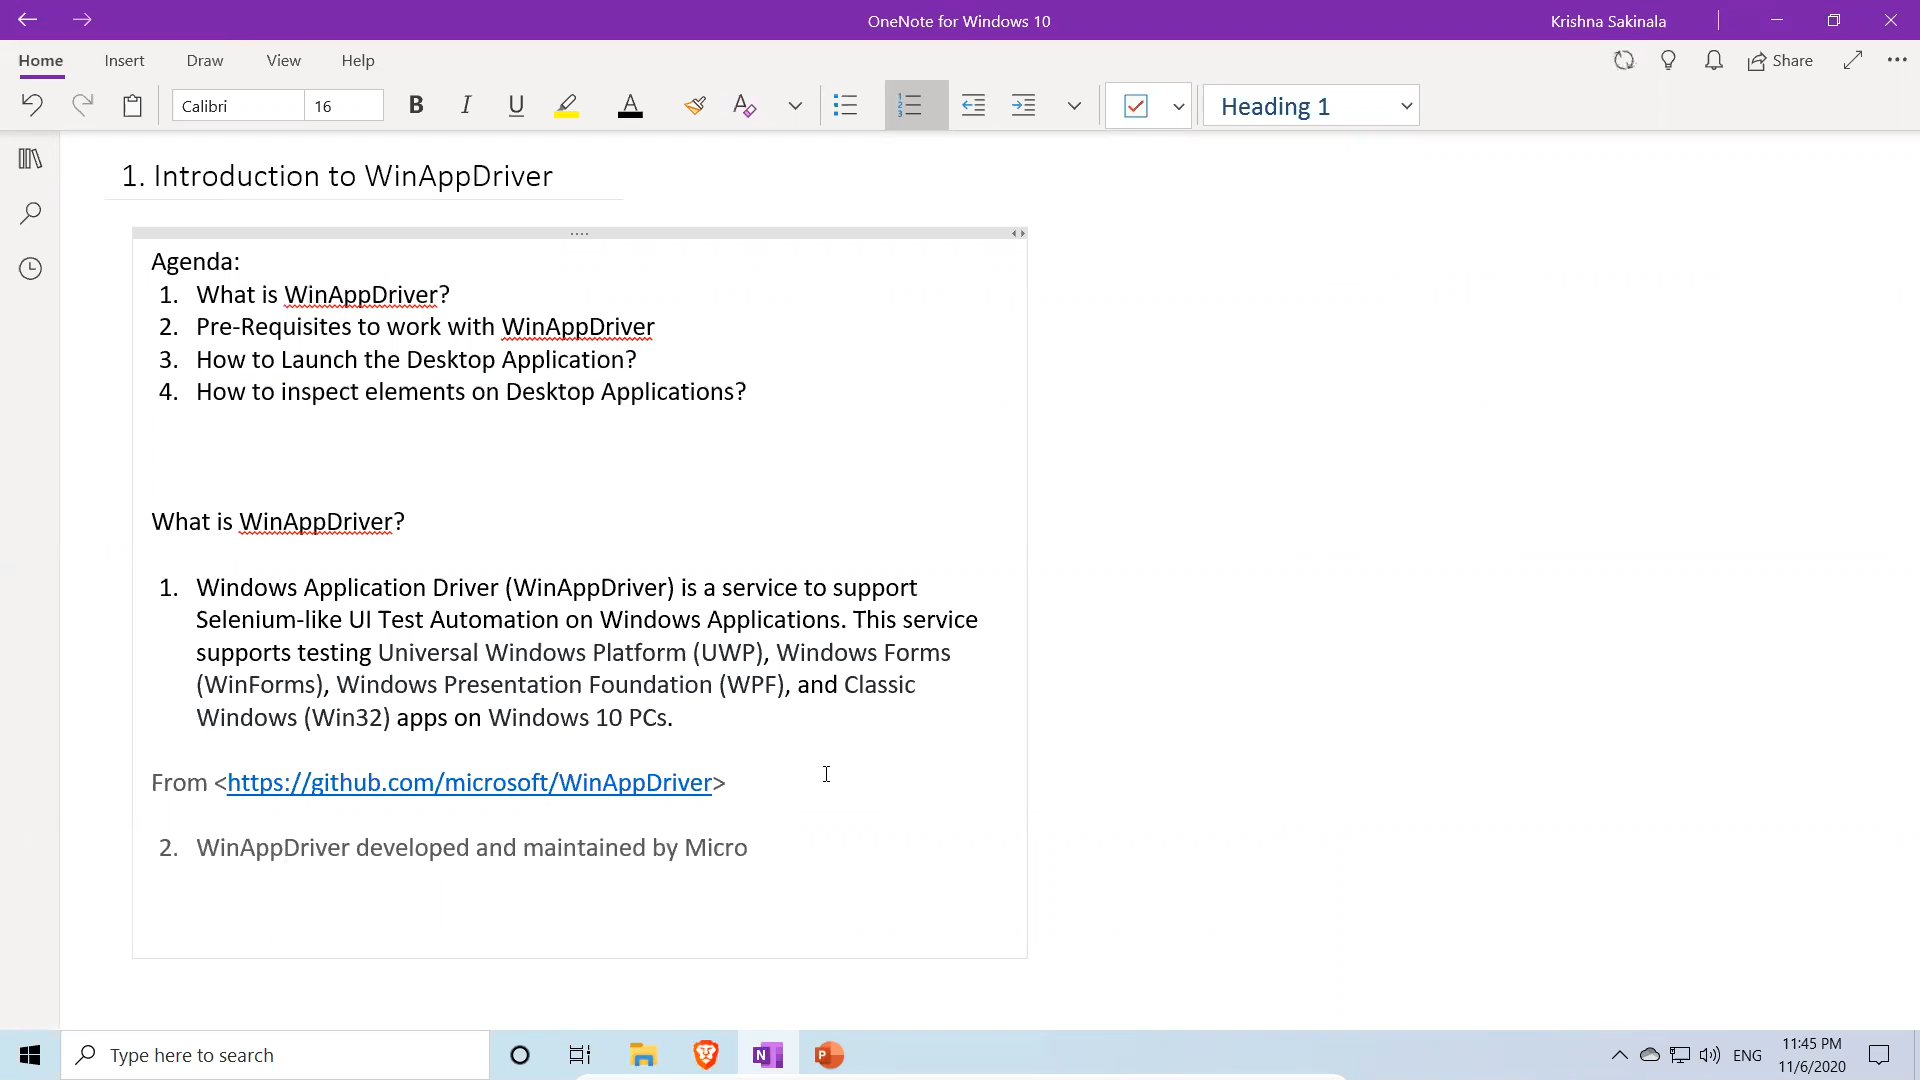 OneNote for Windows 10
Krishna Sakinala
Home Insert Draw View Help
Share
Calibri 16 B I U A A Heading 1
1. Introduction to WinAppDriver
Agenda:
1. What is WinAppDriver?
2. Pre-Requisites to work with WinAppDriver
3. How to Launch the Desktop Application?
4. How to inspect elements on Desktop Applications?
What is WinAppDriver?
1. Windows Application Driver (WinAppDriver) is a service to support
Selenium-like UI Test Automation on Windows Applications. This service
supports testing Universal Windows Platform (UWP), Windows Forms
(WinForms), Windows Presentation Foundation (WPF), and Classic
Windows (Win32) apps on Windows 10 PCs.
From <https://github.com/microsoft/WinAppDriver>
2. WinAppDriver developed and maintained by Micro
Type here to search
N
P
ENG
11:45 PM
11/6/2020